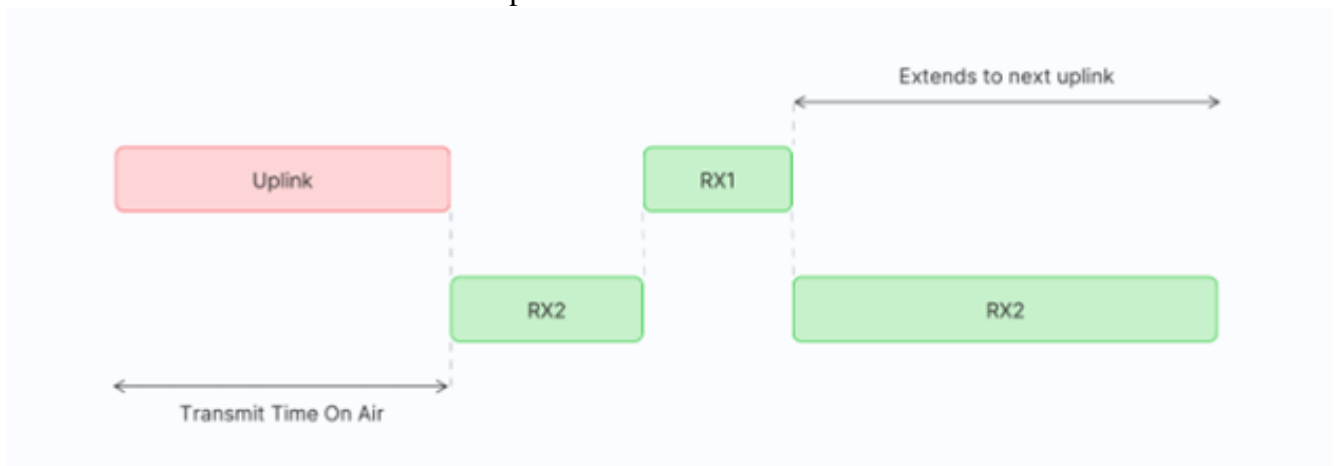 Extends to next uplink
Uplink
RX1
RX2
RX2
Transmit Time On Air